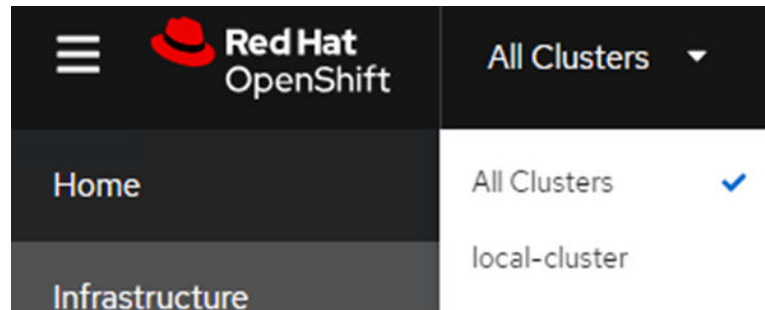 Red Hat
OpenShift
All Clusters
Home
All Clusters
local-cluster
Infrastructure